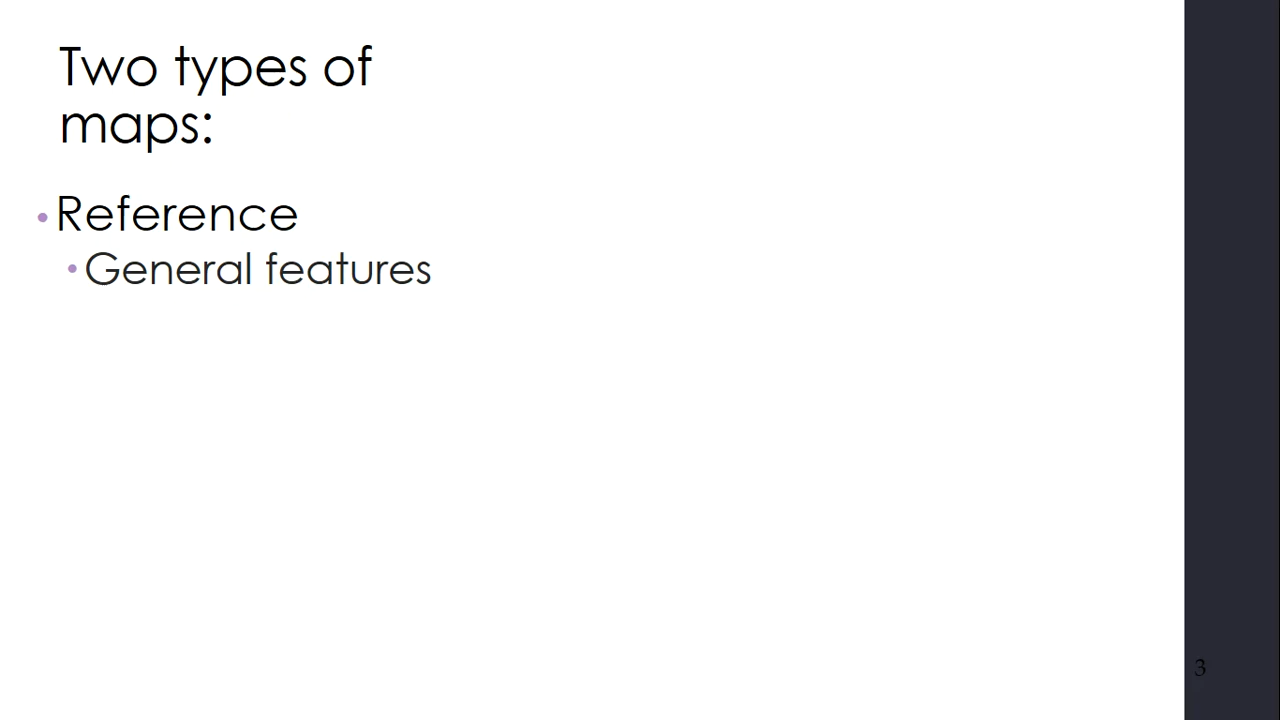 Two types of
maps:
• Reference
• General features
3